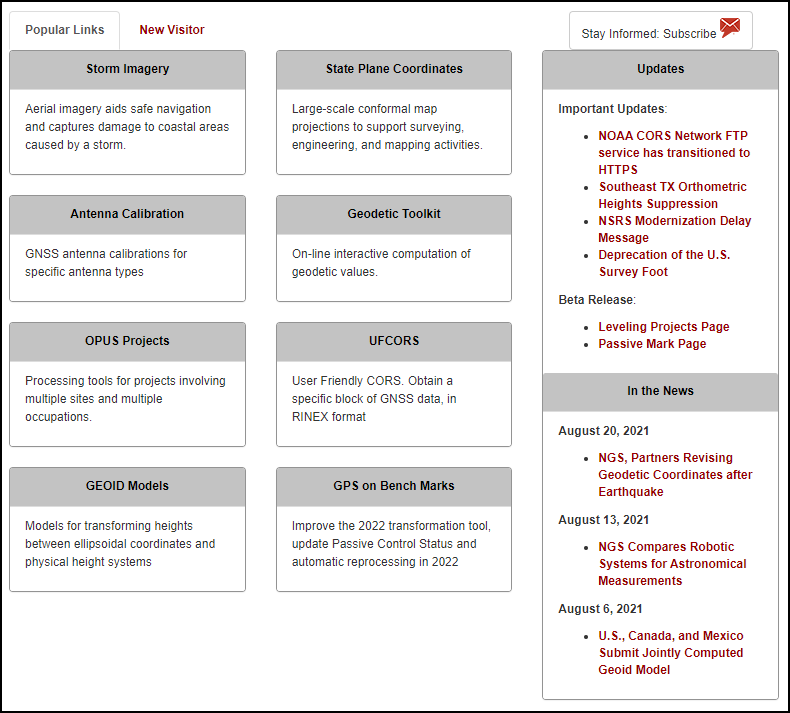 Popular Links
New Visitor
Stay Informed: Subscribe
Storm Imagery
Aerial imagery aids safe navigation
and captures damage to coastal areas
caused by a storm.
State Plane Coordinates
Large-scale conformal map
projections to support surveying,
engineering, and mapping activities.
Antenna Calibration
GNSS antenna calibrations for
specific antenna types
Geodetic Toolkit
On-line interactive computation of
geodetic values.
OPUS Projects
Processing tools for projects involving
multiple sites and multiple
occupations.
UFCORS
User Friendly CORS. Obtain a
specific block of GNSS data, in
RINEX format
GEOID Models
Models for transforming heights
between ellipsoidal coordinates and
physical height systems
GPS on Bench Marks
Improve the 2022 transformation tool,
update Passive Control Status and
automatic reprocessing in 2022
Updates
Important Updates:
• NOAA CORS Network FTP
service has transitioned to
HTTPS
• Southeast TX Orthometric
Heights Suppression
• NSRS Modernization Delay
Message
• Deprecation of the U.S.
Survey Foot
Beta Release:
• Leveling Projects Page
• Passive Mark Page
In the News
August 20, 2021
• NGS, Partners Revising
Geodetic Coordinates after
Earthquake
August 13, 2021
• NGS Compares Robotic
Systems for Astronomical
Measurements
August 6, 2021
• U.S., Canada, and Mexico
Submit Jointly Computed
Geoid Model